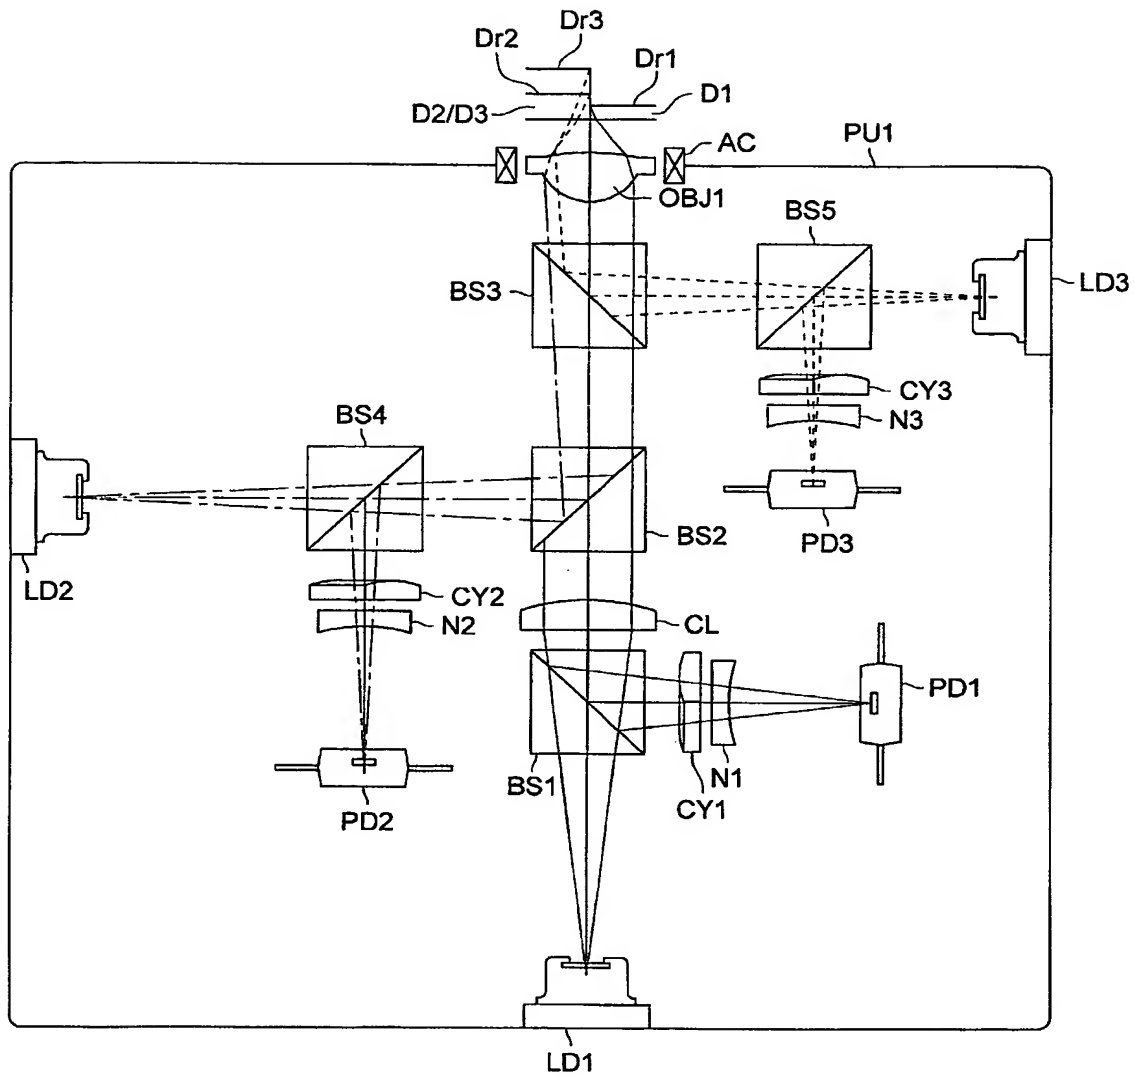 Dr3
Dr2
Dr1
D1
D2/D3
AC
PU1
OBJ1
BS5
BS3
LD3
CY3
N3
BS4
PD3
BS2
LD2
CY2
N2
CL
PD1
BS1
N1
CY1
PD2
LD1